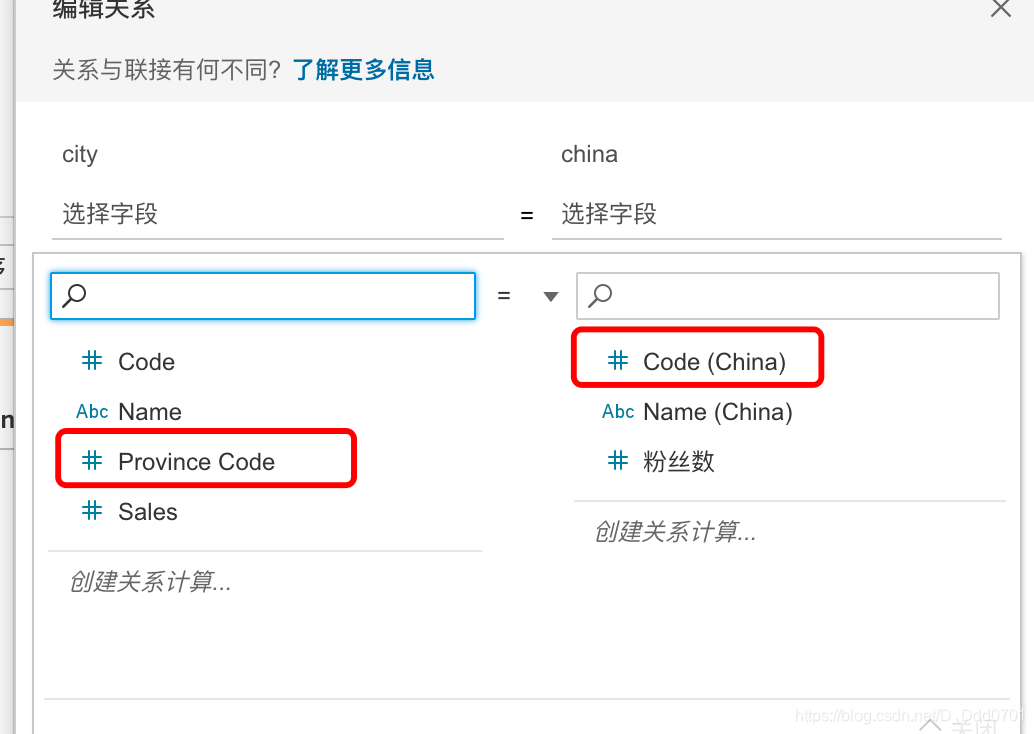 编辑关系
关系与联接有何不同? 了解更多信息
city china
选择字段 = 选择字段
= 
Code Code (China)
Abc Name Abc Name (China)
Province Code 粉丝数
Sales
创建关系计算...
创建关系计算...
https://blog.csdn.net/D_Ddd0701
关闭